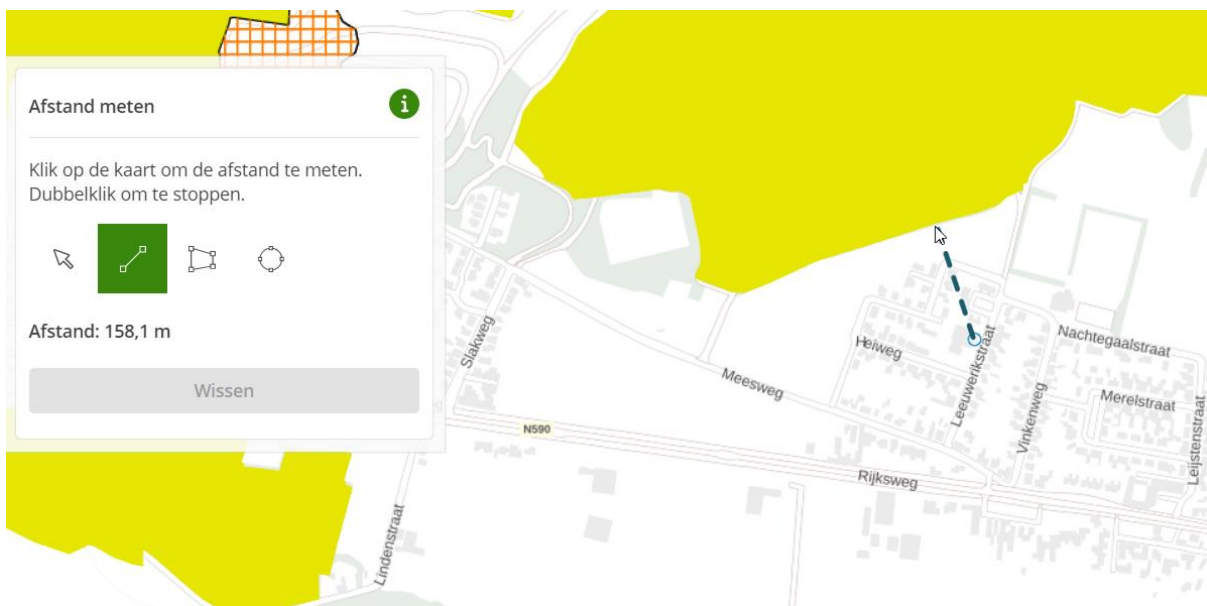 Afstand meten
i
Klik op de kaart om de afstand te meten.
Dubbelklik om te stoppen.
Afstand: 158,1 m
Wissen
Slakweg
Meesweg
N590
Lindenstraat
Heiweg
Leeuwerikstraat
Nachtegaalstraat
Vinkenweg
Merelstraat
Leijstenstraat
Rijksweg